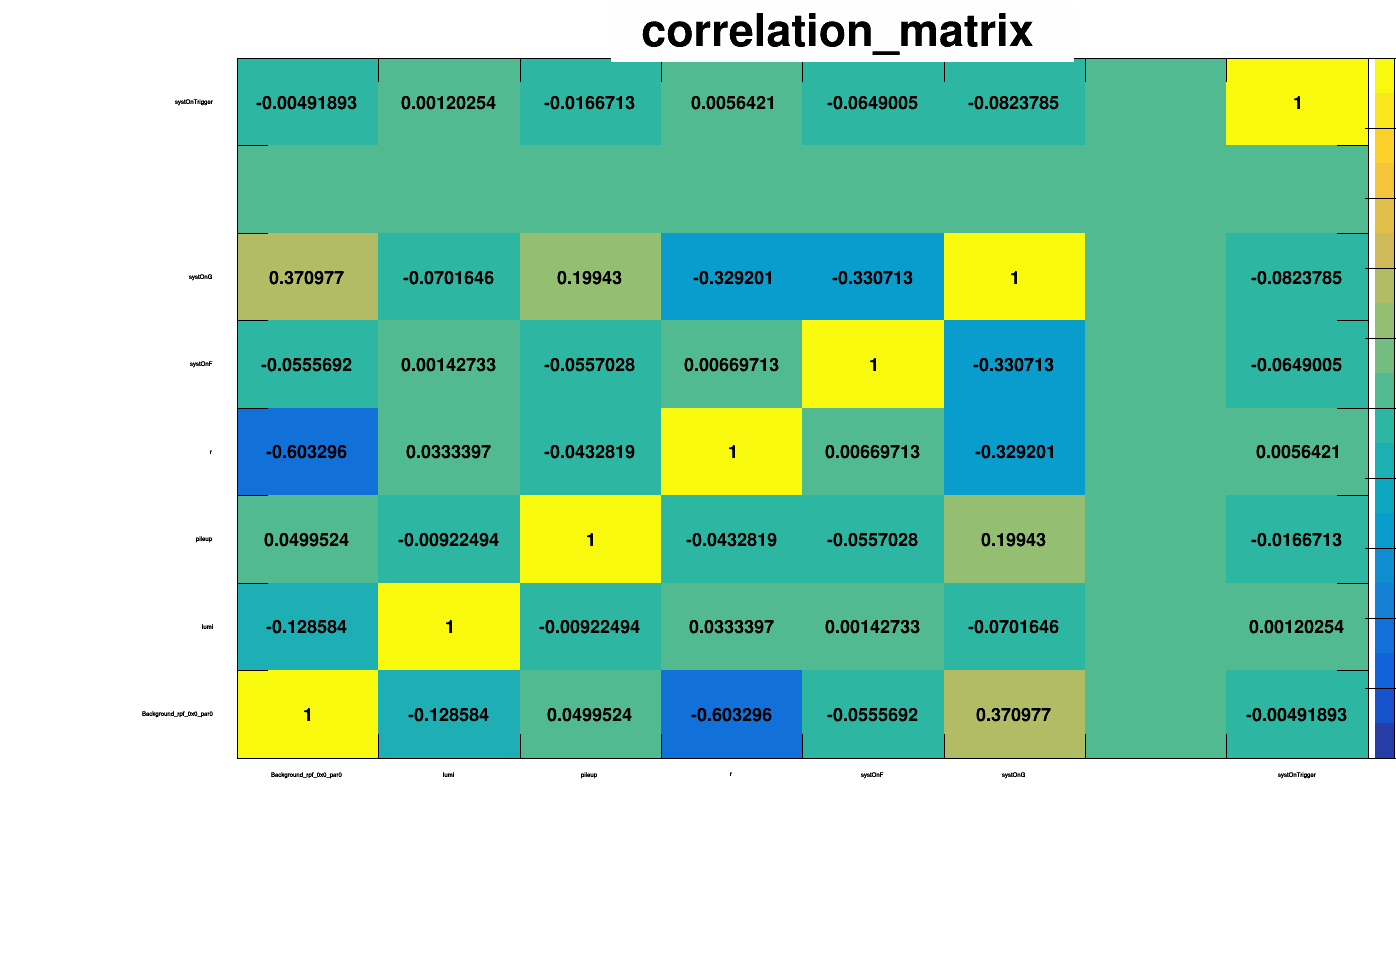 correlation_matrix
systOnTrigger -0.00491893 0.00120254 -0.0166713 0.0056421 -0.0649005 -0.0823785 1
systOnG 0.370977 -0.0701646 0.19943 -0.329201 -0.330713 1 -0.0823785
systOnF -0.0555692 0.00142733 -0.0557028 0.00669713 1 -0.330713 -0.0649005
r -0.603296 0.0333397 -0.0432819 1 0.00669713 -0.329201 0.0056421
pileup 0.0499524 -0.00922494 1 -0.0432819 -0.0557028 0.19943 -0.0166713
lumi -0.128584 1 -0.00922494 0.0333397 0.00142733 -0.0701646 0.00120254
Background_rpf_0x0_par0 1 -0.128584 0.0499524 -0.603296 -0.0555692 0.370977 -0.00491893
Background_rpf_0x0_par0 lumi pileup r systOnF systOnG systOnTrigger